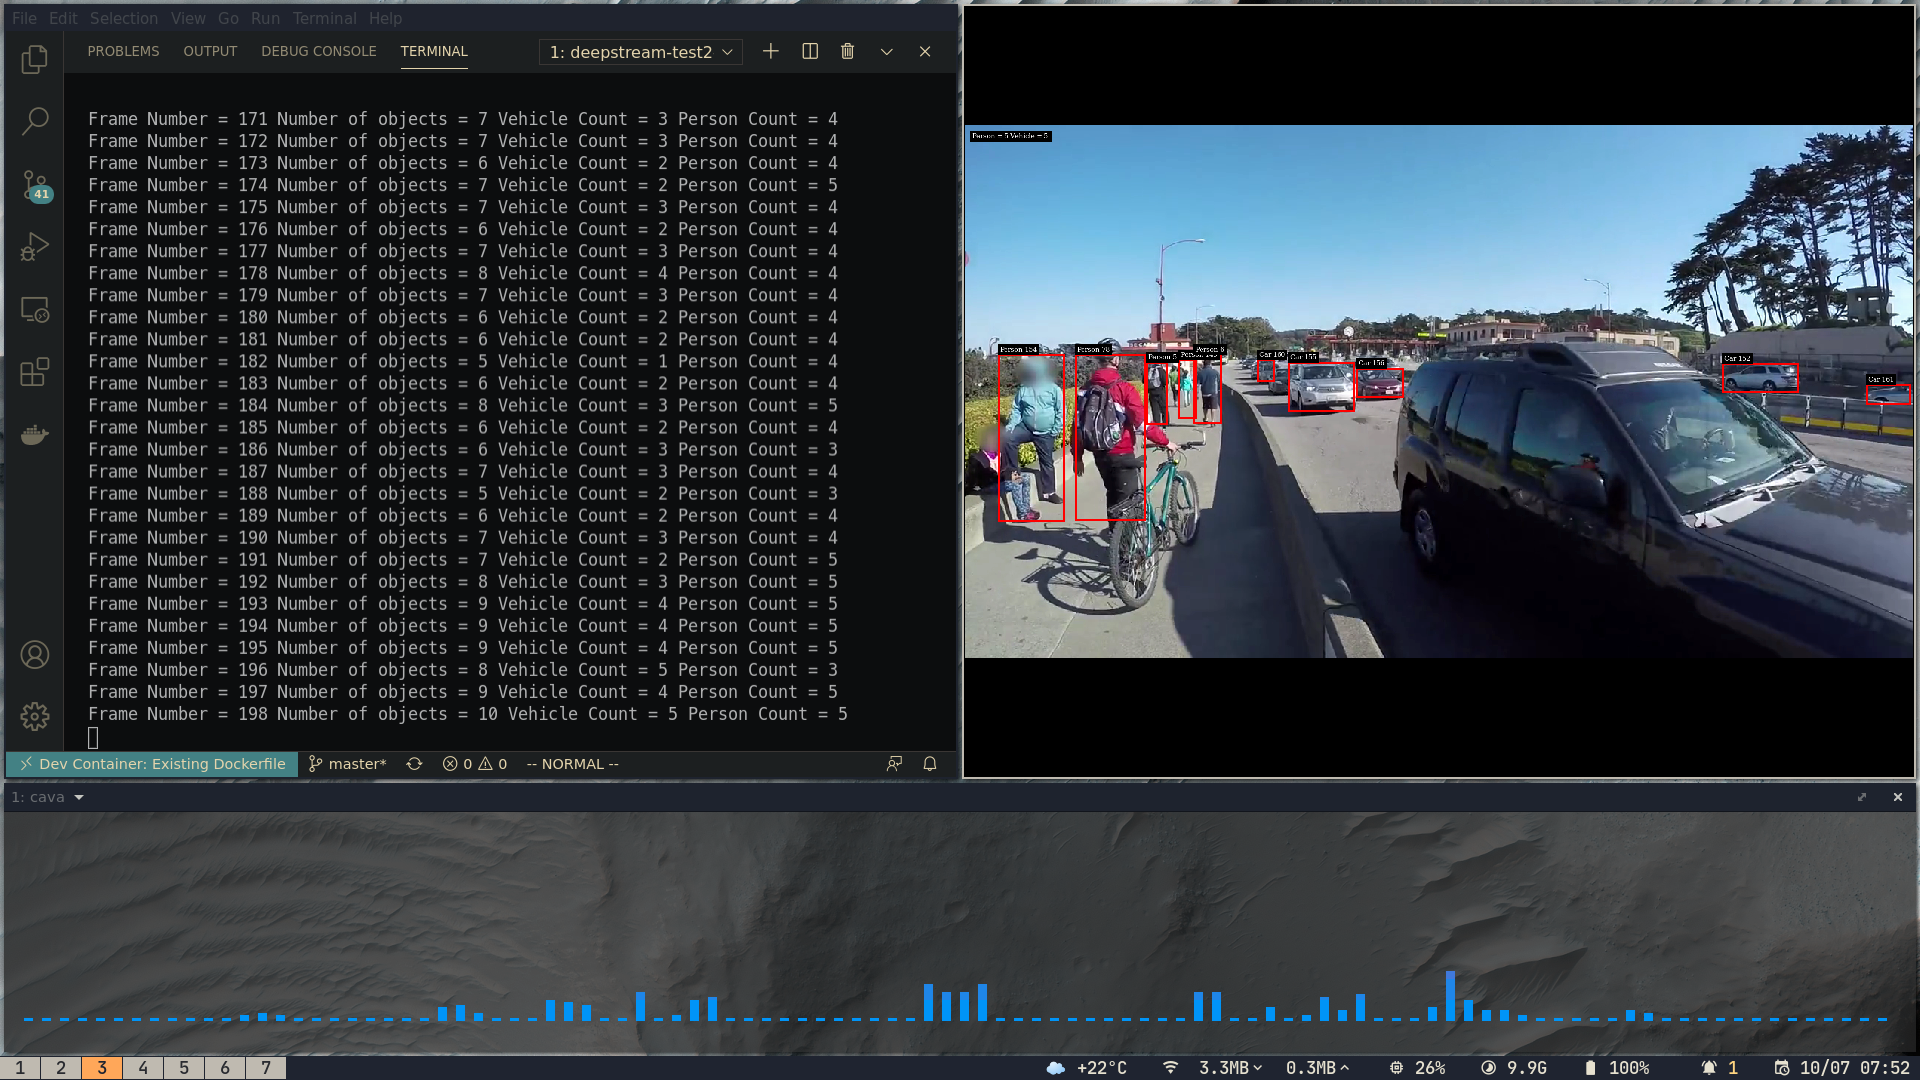 File Edit Selection View Go Run Terminal Help
PROBLEMS OUTPUT DEBUG CONSOLE TERMINAL 1: deepstream-test2
41
Frame Number = 171 Number of objects = 7 Vehicle Count = 3 Person Count = 4
Frame Number = 172 Number of objects = 7 Vehicle Count = 3 Person Count = 4
Frame Number = 173 Number of objects = 6 Vehicle Count = 2 Person Count = 4
Frame Number = 174 Number of objects = 7 Vehicle Count = 2 Person Count = 5
Frame Number = 175 Number of objects = 7 Vehicle Count = 3 Person Count = 4
Frame Number = 176 Number of objects = 6 Vehicle Count = 2 Person Count = 4
Frame Number = 177 Number of objects = 7 Vehicle Count = 3 Person Count = 4
Frame Number = 178 Number of objects = 8 Vehicle Count = 4 Person Count = 4
Frame Number = 179 Number of objects = 7 Vehicle Count = 3 Person Count = 4
Frame Number = 180 Number of objects = 6 Vehicle Count = 2 Person Count = 4
Frame Number = 181 Number of objects = 6 Vehicle Count = 2 Person Count = 4
Frame Number = 182 Number of objects = 5 Vehicle Count = 1 Person Count = 4
Frame Number = 183 Number of objects = 6 Vehicle Count = 2 Person Count = 4
Frame Number = 184 Number of objects = 8 Vehicle Count = 3 Person Count = 5
Frame Number = 185 Number of objects = 6 Vehicle Count = 2 Person Count = 4
Frame Number = 186 Number of objects = 6 Vehicle Count = 3 Person Count = 3
Frame Number = 187 Number of objects = 7 Vehicle Count = 3 Person Count = 4
Frame Number = 188 Number of objects = 5 Vehicle Count = 2 Person Count = 3
Frame Number = 189 Number of objects = 6 Vehicle Count = 2 Person Count = 4
Frame Number = 190 Number of objects = 7 Vehicle Count = 3 Person Count = 4
Frame Number = 191 Number of objects = 7 Vehicle Count = 2 Person Count = 5
Frame Number = 192 Number of objects = 8 Vehicle Count = 3 Person Count = 5
Frame Number = 193 Number of objects = 9 Vehicle Count = 4 Person Count = 5
Frame Number = 194 Number of objects = 9 Vehicle Count = 4 Person Count = 5
Frame Number = 195 Number of objects = 9 Vehicle Count = 4 Person Count = 5
Frame Number = 196 Number of objects = 8 Vehicle Count = 5 Person Count = 3
Frame Number = 197 Number of objects = 9 Vehicle Count = 4 Person Count = 5
Frame Number = 198 Number of objects = 10 Vehicle Count = 5 Person Count = 5
Dev Container: Existing Dockerfile master* 0 0 -- NORMAL --
Person = 5 Vehicle = 5
Person 154
Person 78
Person
Person
Car 160
Car 155
Car 156
Car 152
Car 161
1: cava
1 2 3 4 5 6 7 +22°C 3.3MB 0.3MB 26% 9.9G 100% 1 10/07 07:52